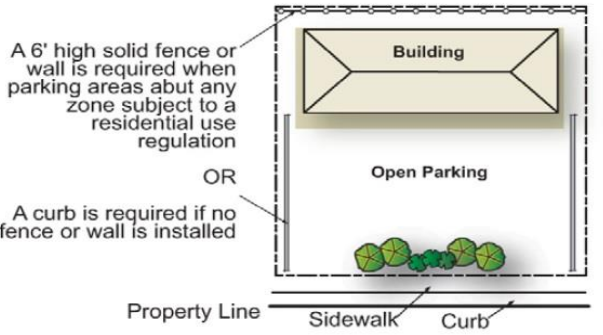 A 6' high solid fence or
wall is required when
parking areas abut any
zone subject to a
residential use
regulation
OR
A curb is required if no
fence or wall is installed
Building
Open Parking
Property Line
Sidewalk
Curb